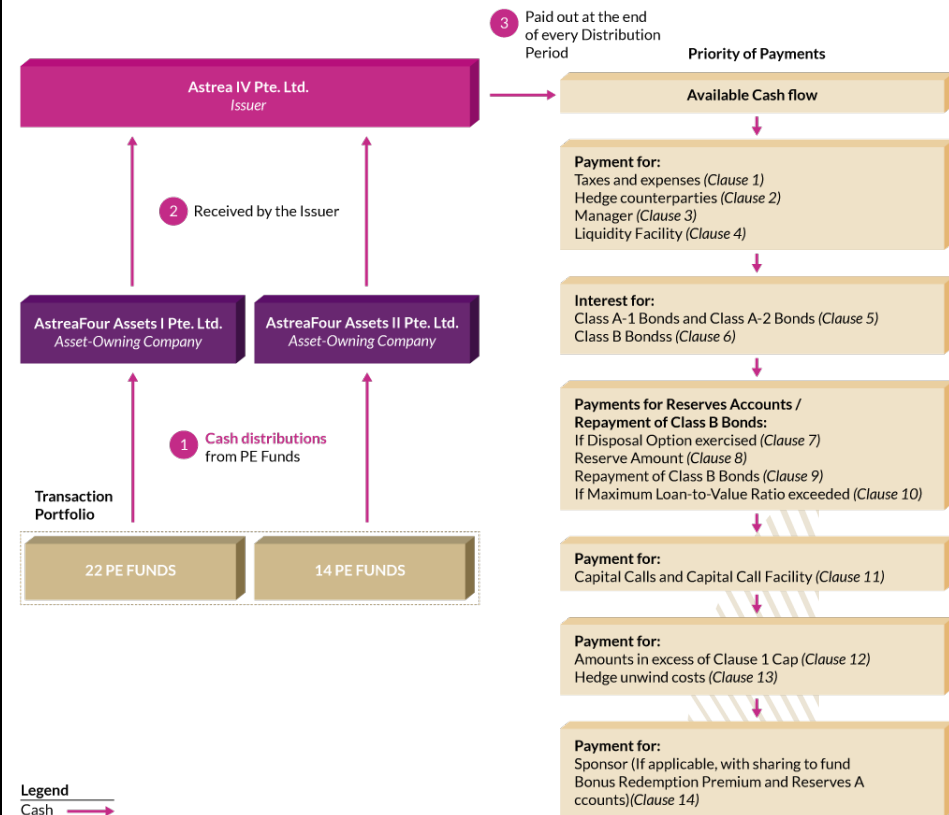 3
Paid out at the end
of every Distribution
Period
Astrea IV Pte. Ltd.
Issuer
2
Received by the Issuer
AstreaFour Assets I Pte. Ltd.
Asset-Owning Company
AstreaFour Assets II Pte. Ltd.
Asset-Owning Company
1
Cash distributions
from PE Funds
Transaction
Portfolio
22 PE FUNDS
14 PE FUNDS
Legend
Cash
Priority of Payments
Available Cash flow
Payment for:
Taxes and expenses (Clause 1)
Hedge counterparties (Clause 2)
Manager (Clause 3)
Liquidity Facility (Clause 4)
Interest for:
Class A-1 Bonds and Class A-2 Bonds (Clause 5)
Class B Bondss (Clause 6)
Payments for Reserves Accounts /
Repayment of Class B Bonds:
If Disposal Option exercised (Clause 7)
Reserve Amount (Clause 8)
Repayment of Class B Bonds (Clause 9)
If Maximum Loan-to-Value Ratio exceeded (Clause 10)
Payment for:
Capital Calls and Capital Call Facility (Clause 11)
Payment for:
Amounts in excess of Clause 1 Cap (Clause 12)
Hedge unwind costs (Clause 13)
Payment for:
Sponsor (If applicable, with sharing to fund
Bonus Redemption Premium and Reserves A
ccounts)(Clause 14)